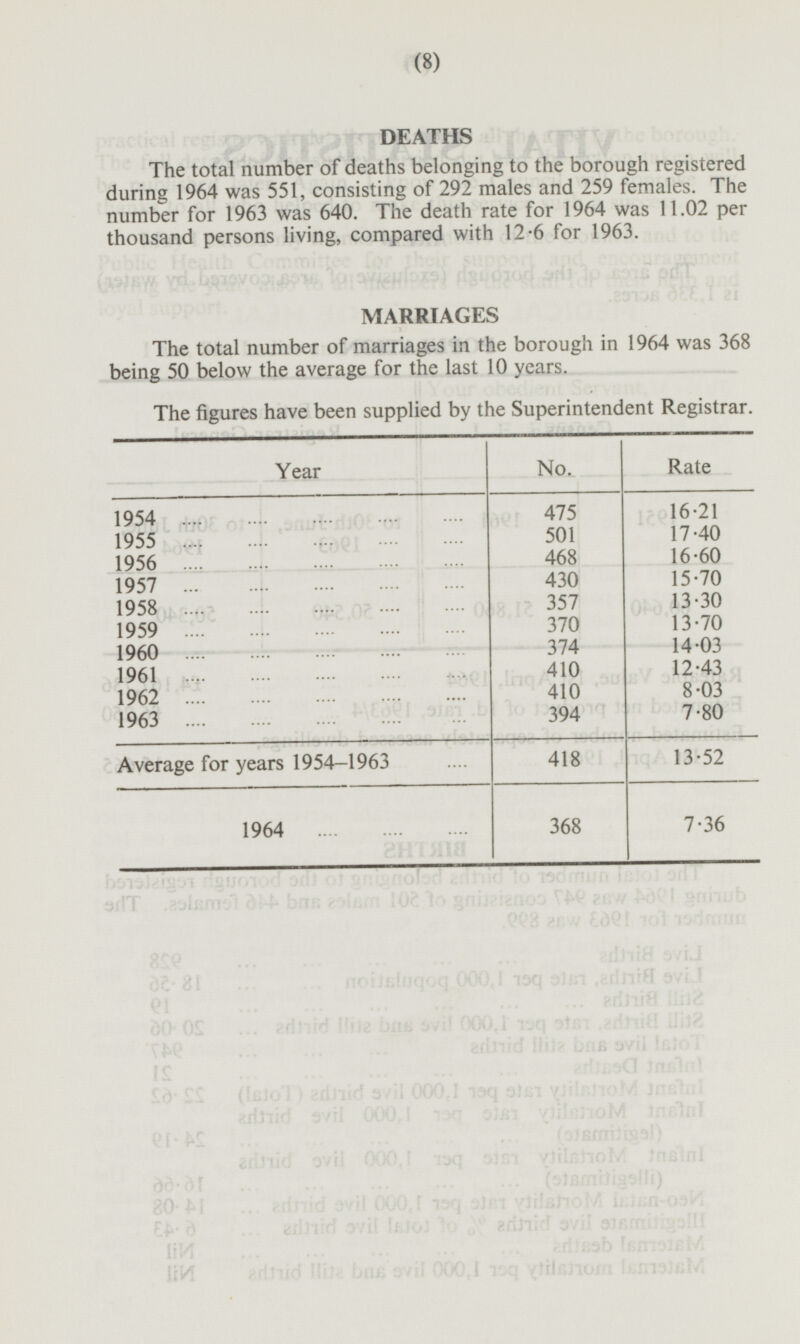 (8)
DEATHS
The total number of deaths belonging to the borough registered
during 1964 was 551, consisting of 292 males and 259 females. The
number for 1963 was 640. The death rate for 1964 was 11.02 per
thousand persons living, compared with 12·6 for 1963.
MARRIAGES
The total number of marriages in the borough in 1964 was 368
being 50 below the average for the last 10 years.
The figures have been supplied by the Superintendent Registrar.
Year No. Rate
1954 .... .... .... .... .... 475 16·21
1955 .... .... .... .... .... 501 17·40
1956 .... .... .... .... .... 468 16·60
1957 ... .... .... .... .... 430 15·70
1958 .... .... .... .... .... 357 13·30
1959 .... .... .... .... .... 370 13·70
1960 .... .... .... .... .... 374 14·03
1961 .... .... .... .... .... 410 12·43
1962 .... .... .... .... .... 410 8·03
1963 .... .... .... .... ... 394 7·80
Average for years 1954–1963 .... 418 13·52
1964 .... .... .... 368 7·36